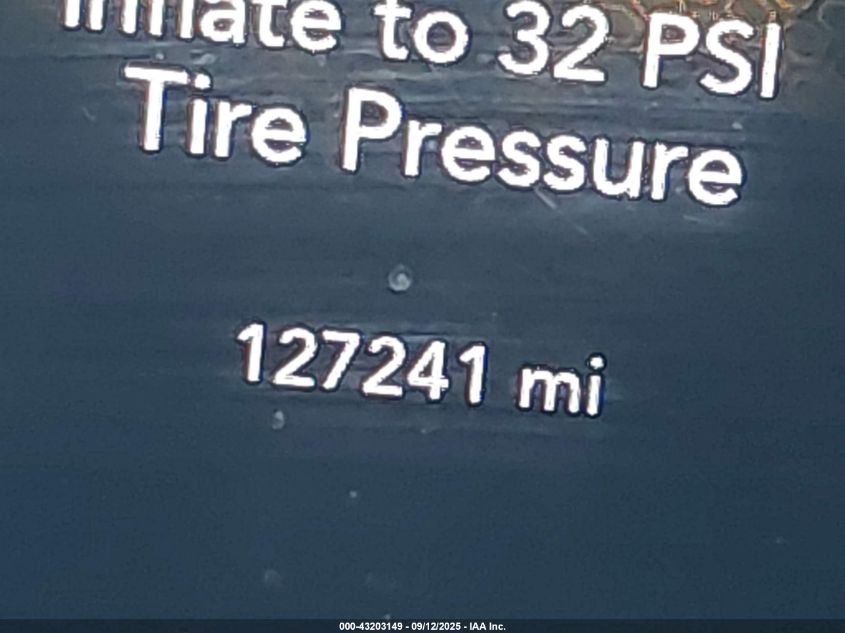 Inflate to 32 PSI
Tire Pressure
127241 mi
000-43203149 - 09/12/2025 - IAA Inc.